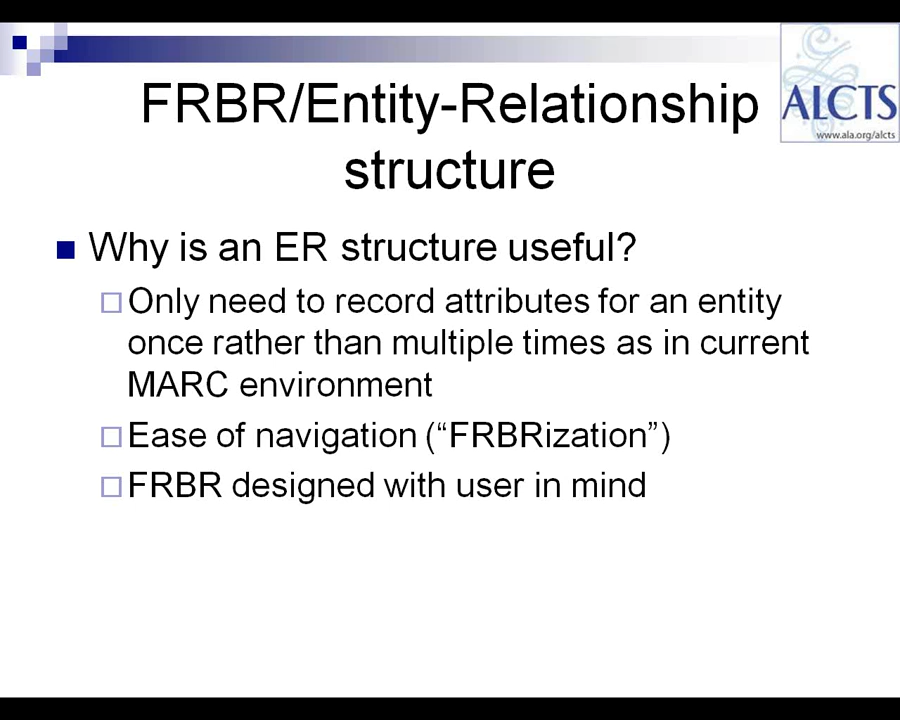 ALCTS
www.ala.org/alcts
FRBR/Entity-Relationship
structure
Why is an ER structure useful?
Only need to record attributes for an entity
once rather than multiple times as in current
MARC environment
Ease of navigation (“FRBRization”)
FRBR designed with user in mind